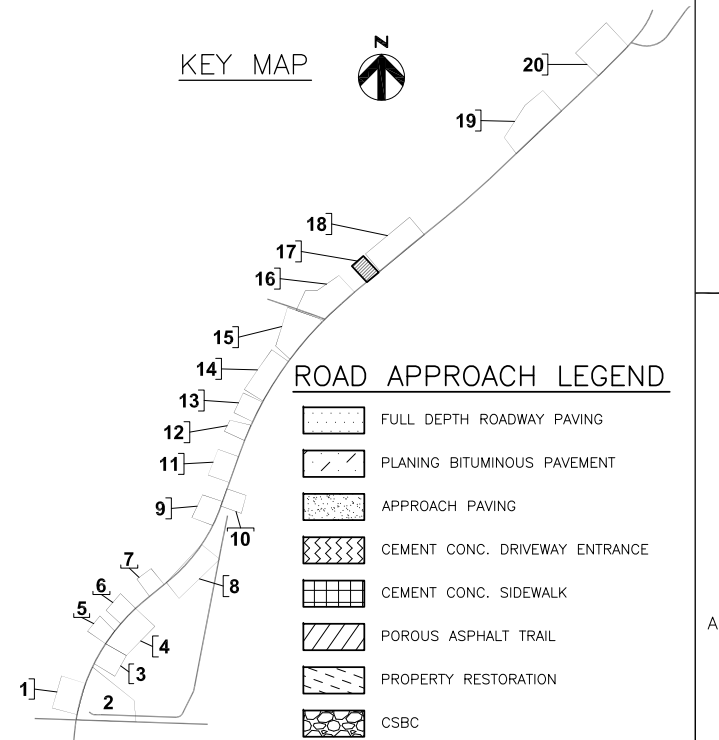 KEY MAP
N
20
19
18
17
16
15
14
13
12
11
9
10
8
7
6
5
4
3
2
1
ROAD APPROACH LEGEND
FULL DEPTH ROADWAY PAVING
PLANING BITUMINOUS PAVEMENT
APPROACH PAVING
CEMENT CONC. DRIVEWAY ENTRANCE
CEMENT CONC. SIDEWALK
POROUS ASPHALT TRAIL
PROPERTY RESTORATION
CSBC
A